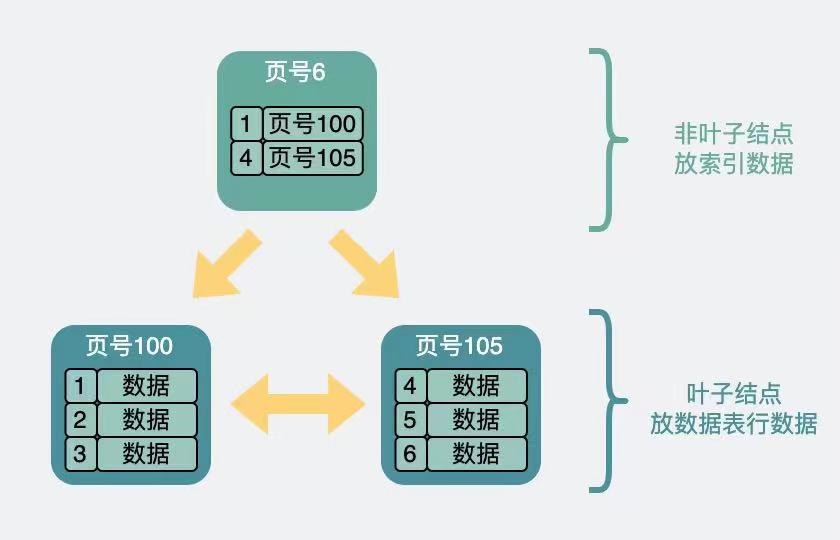 页号6
1 页号100
4 页号105
非叶子结点
放索引数据
页号100
1 数据
2 数据
3 数据
页号105
4 数据
5 数据
6 数据
叶子结点
放数据表行数据